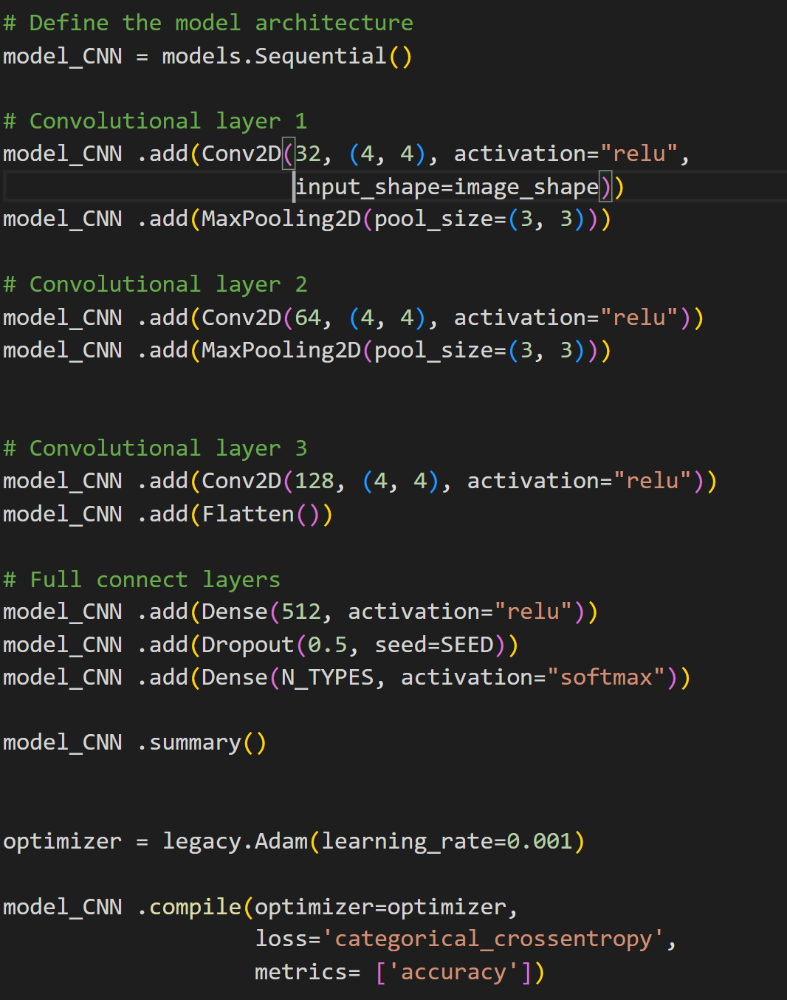 # Define the model architecture
model_CNN = models.Sequential()
# Convolutional layer 1
model_CNN .add(Conv2D(32, (4, 4), activation="relu",
input_shape=image_shape))
model_CNN .add(MaxPooling2D(pool_size=(3, 3)))
# Convolutional layer 2
model_CNN .add(Conv2D(64, (4, 4), activation="relu"))
model_CNN .add(MaxPooling2D(pool_size=(3, 3)))
# Convolutional layer 3
model_CNN .add(Conv2D(128, (4, 4), activation="relu"))
model_CNN .add(Flatten())
# Full connect layers
model_CNN .add(Dense(512, activation="relu"))
model_CNN .add(Dropout(0.5, seed=SEED))
model_CNN .add(Dense(N_TYPES, activation="softmax"))
model_CNN .summary()
optimizer = legacy.Adam(learning_rate=0.001)
model_CNN .compile(optimizer=optimizer,
loss='categorical_crossentropy',
metrics= ['accuracy'])